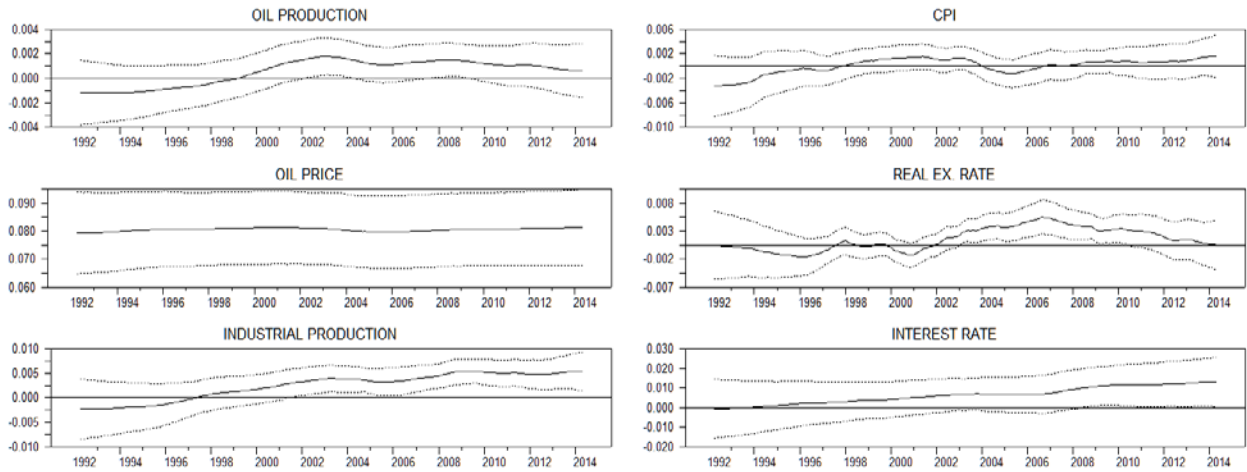 OIL PRODUCTION
0.004
0.002
0.000
-0.002
-0.004
1992 1994 1996 1998 2000 2002 2004 2006 2008 2010 2012 2014
CPI
0.006
0.002
-0.002
-0.006
-0.010
1992 1994 1996 1998 2000 2002 2004 2006 2008 2010 2012 2014
OIL PRICE
0.090
0.080
0.070
0.060
1992 1994 1996 1998 2000 2002 2004 2006 2008 2010 2012 2014
REAL EX. RATE
0.008
0.003
-0.002
-0.007
1992 1994 1996 1998 2000 2002 2004 2006 2008 2010 2012 2014
INDUSTRIAL PRODUCTION
0.010
0.005
0.000
-0.005
-0.010
1992 1994 1996 1998 2000 2002 2004 2006 2008 2010 2012 2014
INTEREST RATE
0.030
0.020
0.010
0.000
-0.010
-0.020
1992 1994 1996 1998 2000 2002 2004 2006 2008 2010 2012 2014